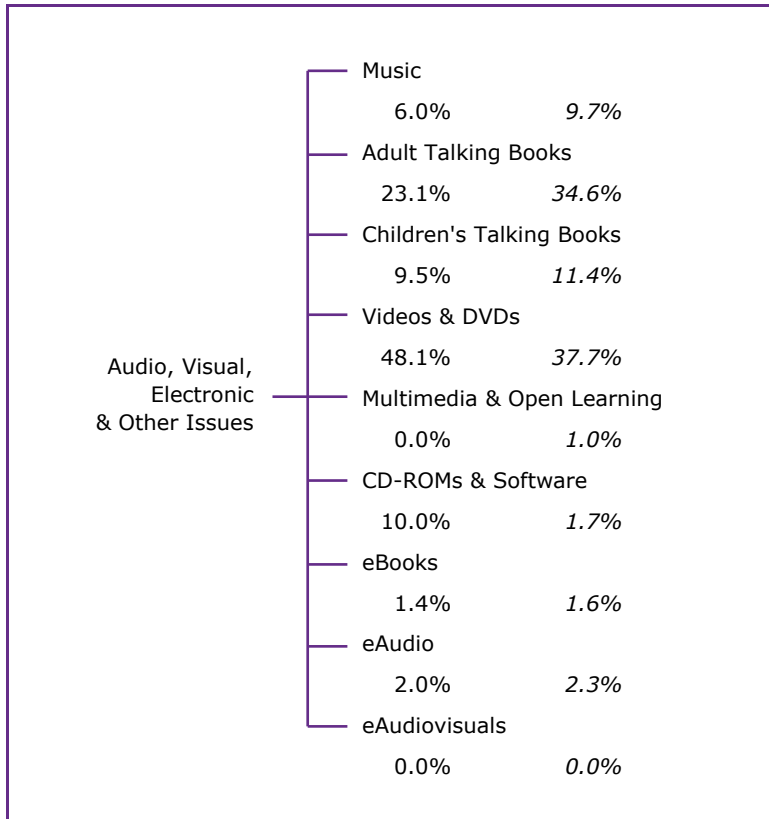 Music
6.0% 9.7%
Adult Talking Books
23.1% 34.6%
Children's Talking Books
9.5% 11.4%
Videos & DVDs
48.1% 37.7%
Audio, Visual,
Electronic
& Other Issues
Multimedia & Open Learning
0.0% 1.0%
CD-ROMs & Software
10.0% 1.7%
eBooks
1.4% 1.6%
eAudio
2.0% 2.3%
eAudiovisuals
0.0% 0.0%